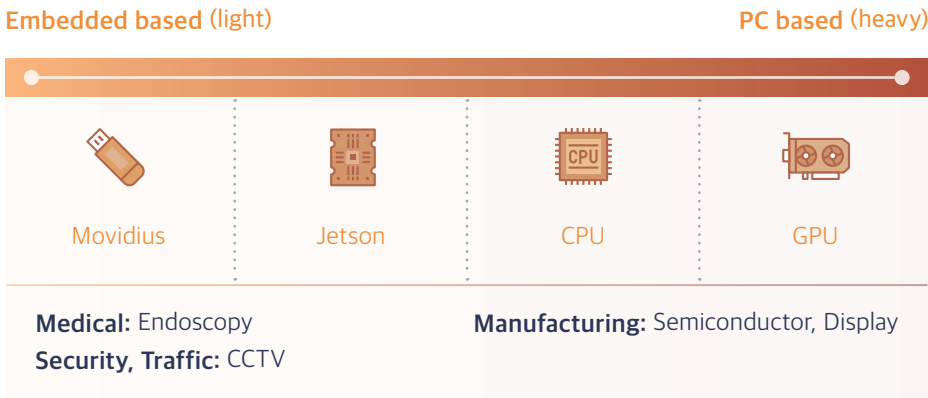 Embedded based (light)
PC based (heavy)
CPU
Movidius
Jetson
CPU
GPU
Medical: Endoscopy
Security, Traffic: CCTV
Manufacturing: Semiconductor, Display